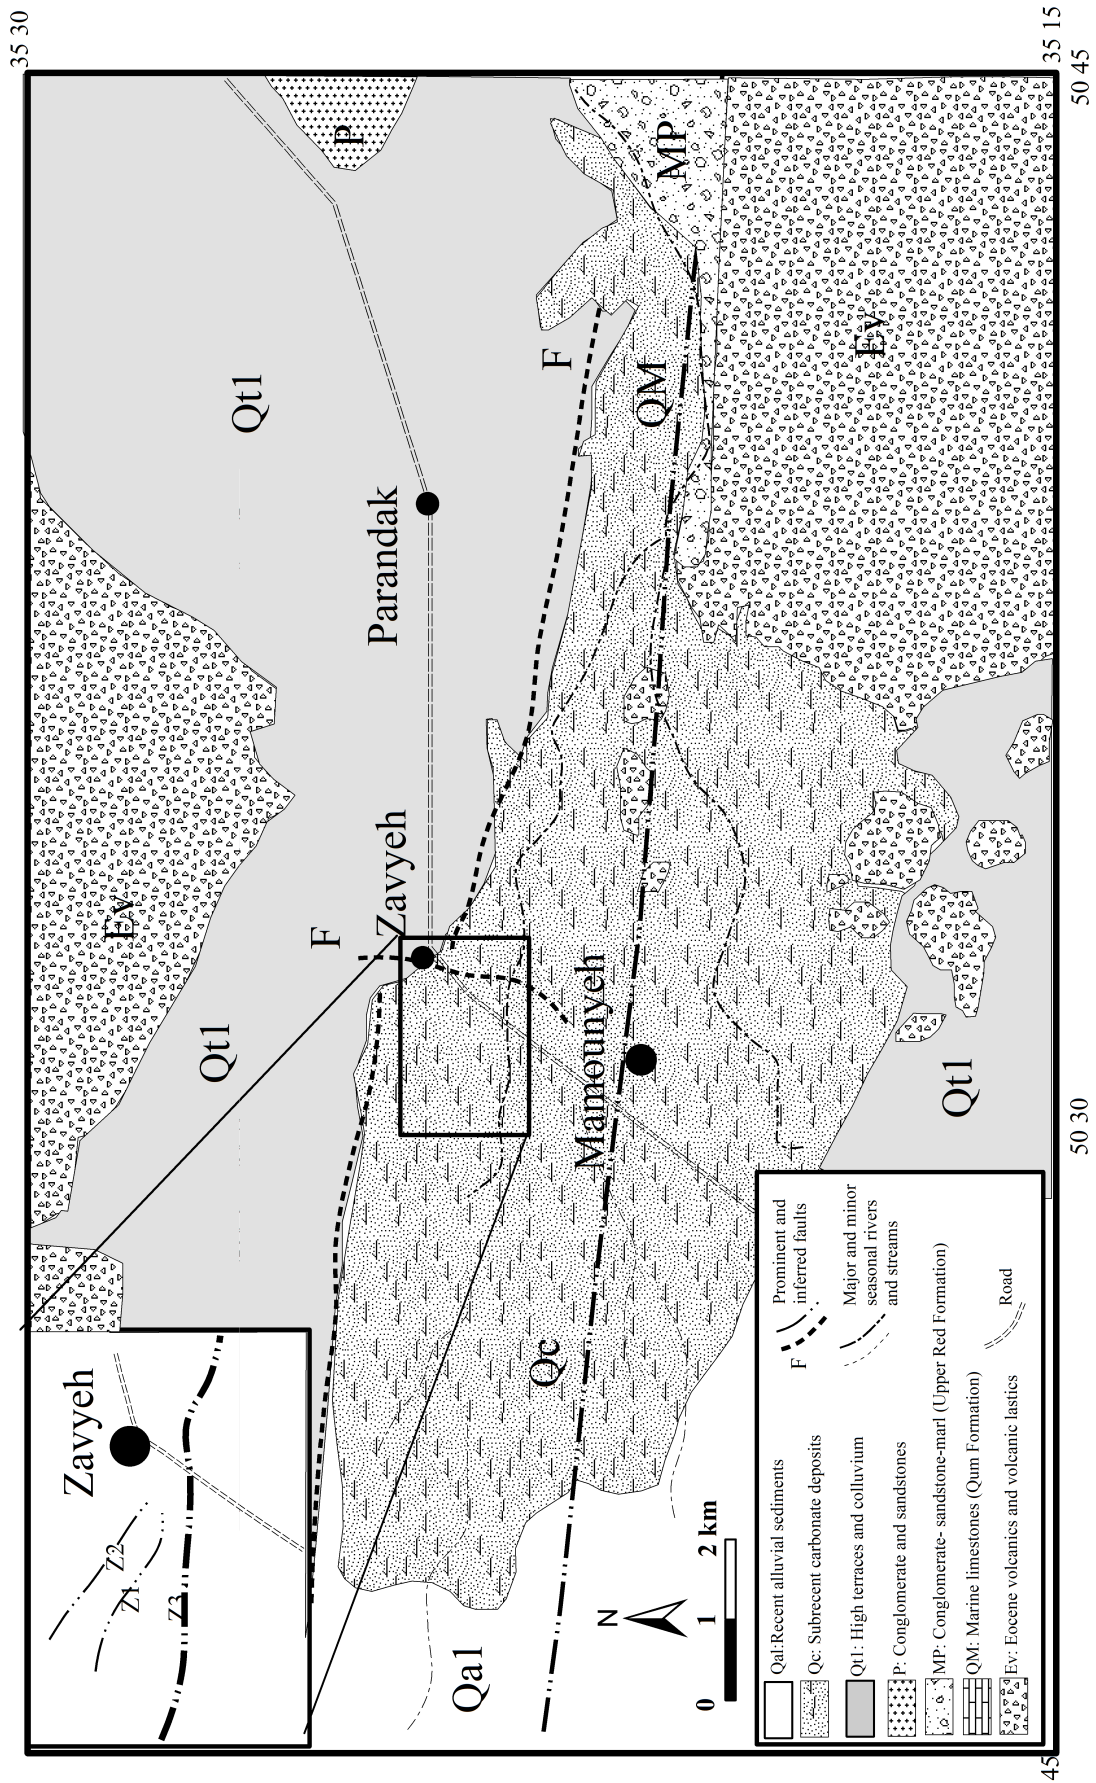 35 30
35 15
50 45
P
MP
Qt1
F
QM
Ev
Parandak
Zavyeh
F
Ev
Qt1
Mamounyeh
Qt1
50 30
Qc
Zavyeh
Z2
Z1
Z3
Qa1
N
0 1 2 km
45
Qal:Recent alluvial sediments
Qc: Subrecent carbonate deposits
Qt1: High terraces and colluvium
P: Conglomerate and sandstones
MP: Conglomerate- sandstone-marl (Upper Red Formation)
QM: Marine limestones (Qum Formation)
Ev: Eocene volcanics and volcanic lastics
F
Prominent and
inferred faults
Major and minor
seasonal rivers
and streams
Road